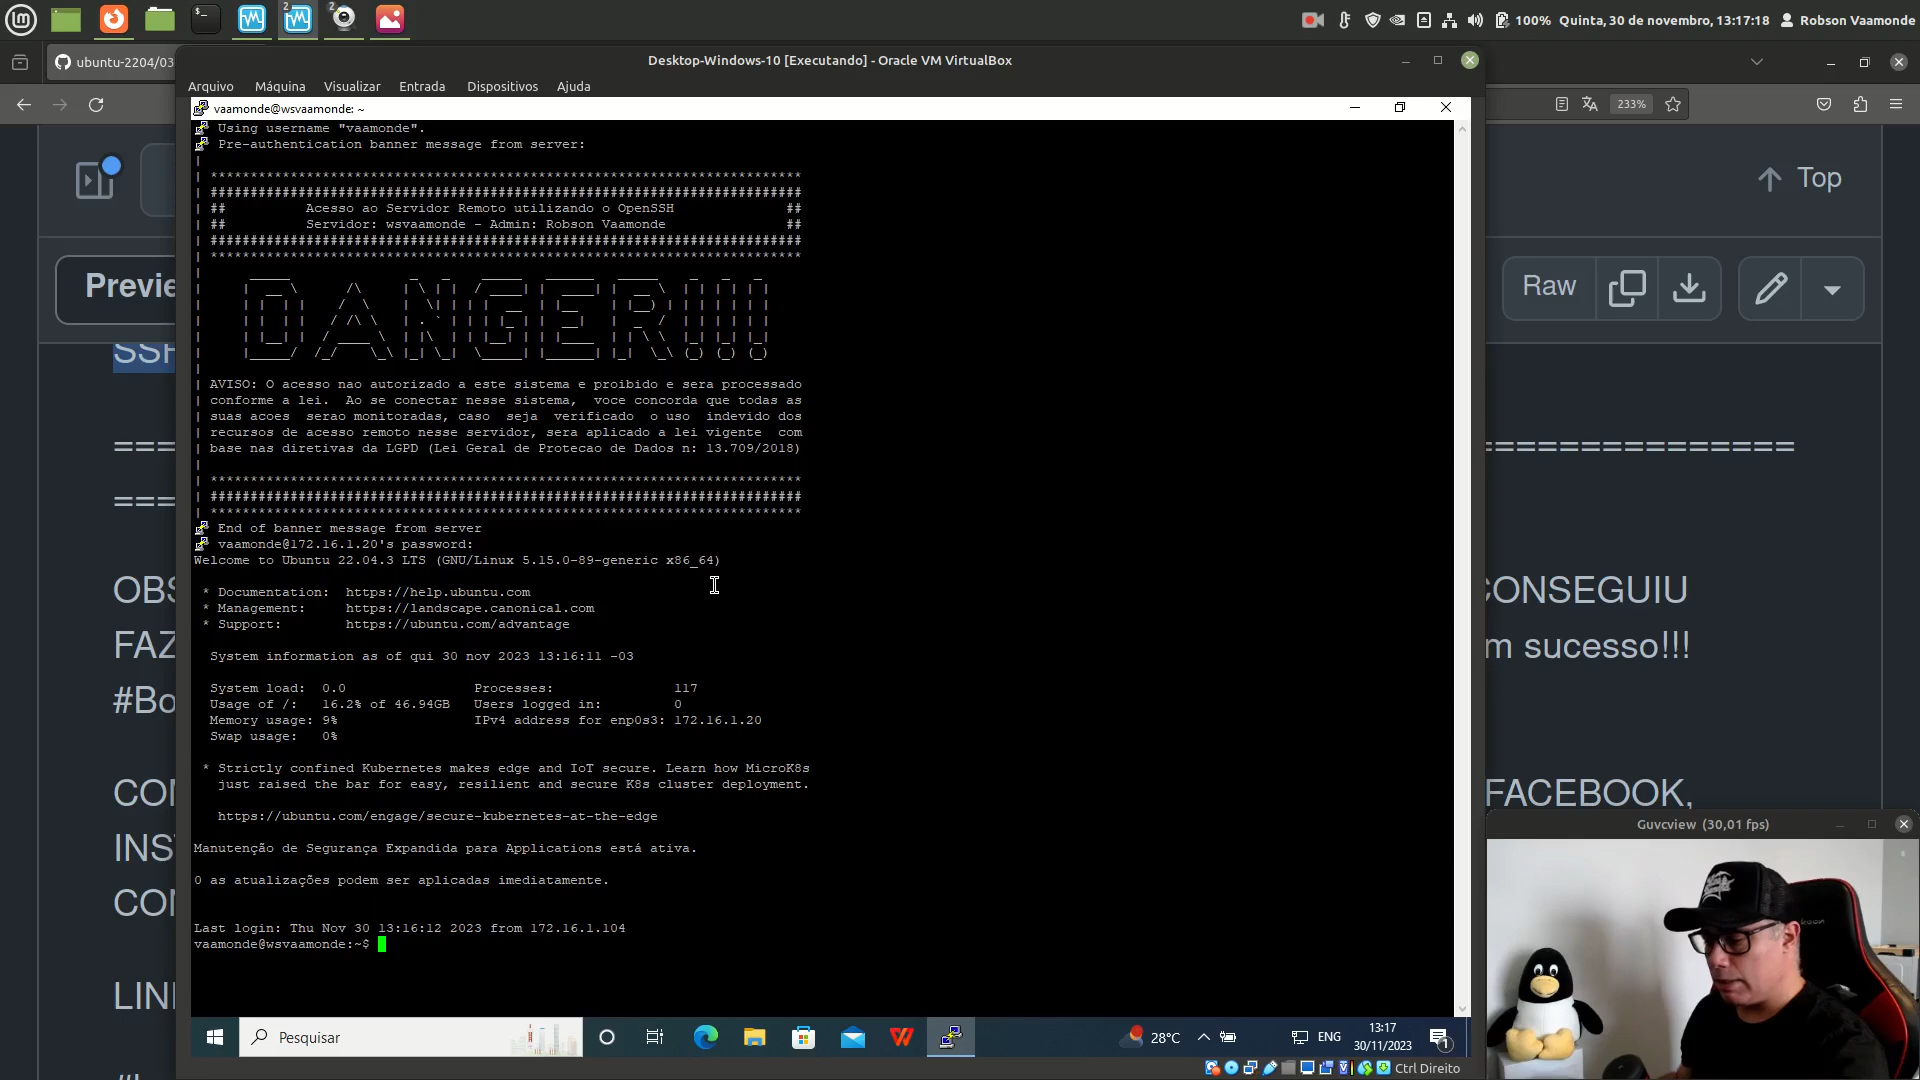 100% Quinta, 30 de novembro, 13:17:18 Robson Vaamonde
ubuntu-2204/03
Desktop-Windows-10 [Executando] - Oracle VM VirtualBox
Arquivo Máquina Visualizar Entrada Dispositivos Ajuda
233%
vaamonde@wsvaamonde: ~
Using username "vaamonde".
Pre-authentication banner message from server:
| **************************************************************************
| ##########################################################################
| ## Acesso ao Servidor Remoto utilizando o OpenSSH ##
| ## Servidor: wsvaamonde - Admin: Robson Vaamonde ##
| ##########################################################################
| **************************************************************************
DANGER!!!
| AVISO: O acesso nao autorizado a este sistema e proibido e sera processado
| conforme a lei. Ao se conectar nesse sistema, voce concorda que todas as
| suas acoes serao monitoradas, caso seja verificado o uso indevido dos
| recursos de acesso remoto nesse servidor, sera aplicado a lei vigente com
| base nas diretivas da LGPD (Lei Geral de Protecao de Dados n: 13.709/2018)
| **************************************************************************
| ##########################################################################
| **************************************************************************
End of banner message from server
vaamonde@172.16.1.20's password:
Welcome to Ubuntu 22.04.3 LTS (GNU/Linux 5.15.0-89-generic x86_64)
* Documentation: https://help.ubuntu.com
* Management: https://landscape.canonical.com
* Support: https://ubuntu.com/advantage
System information as of qui 30 nov 2023 13:16:11 -03
System load: 0.0 Processes: 117
Usage of /: 16.2% of 46.94GB Users logged in: 0
Memory usage: 9% IPv4 address for enp0s3: 172.16.1.20
Swap usage: 0%
* Strictly confined Kubernetes makes edge and IoT secure. Learn how MicroK8s
just raised the bar for easy, resilient and secure K8s cluster deployment.
https://ubuntu.com/engage/secure-kubernetes-at-the-edge
Manutenção de Segurança Expandida para Applications está ativa.
0 as atualizações podem ser aplicadas imediatamente.
Last login: Thu Nov 30 13:16:12 2023 from 172.16.1.104
vaamonde@wsvaamonde:~$
Pesquisar
28°C
ENG
13:17
30/11/2023
1
Ctrl Direito
Top
Previe
Raw
SSH
====
===============
====
OBS
CONSEGUIU
FAZ
m sucesso!!!
#Bo
CON
FACEBOOK,
INST
CON
LIN
Guvcview (30,01 fps)